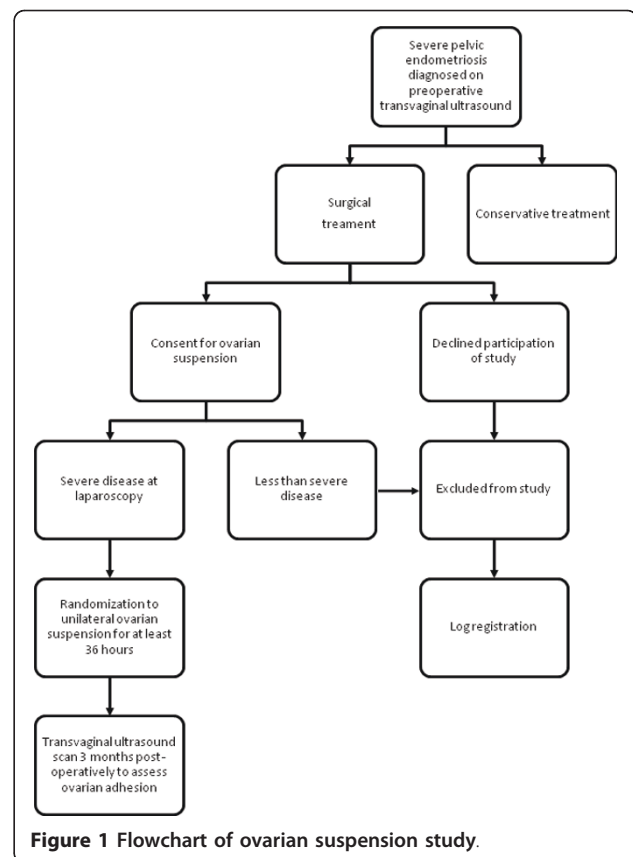 Severe pelvic
endometriosis
diagnosed on
preoperative
transvaginal ultrasound
Surgical
treament
Conservative treatment
Consent for ovarian
suspension
Declined participation
of study
Severe disease at
laparoscopy
Less than severe
disease
Excluded from study
Randomization to
unilateral ovarian
suspension for at least
36 hours
Log registration
Transvaginal ultrasound
scan 3 months post-
operatively to assess
ovarian adhesion
Figure 1 Flowchart of ovarian suspension study.